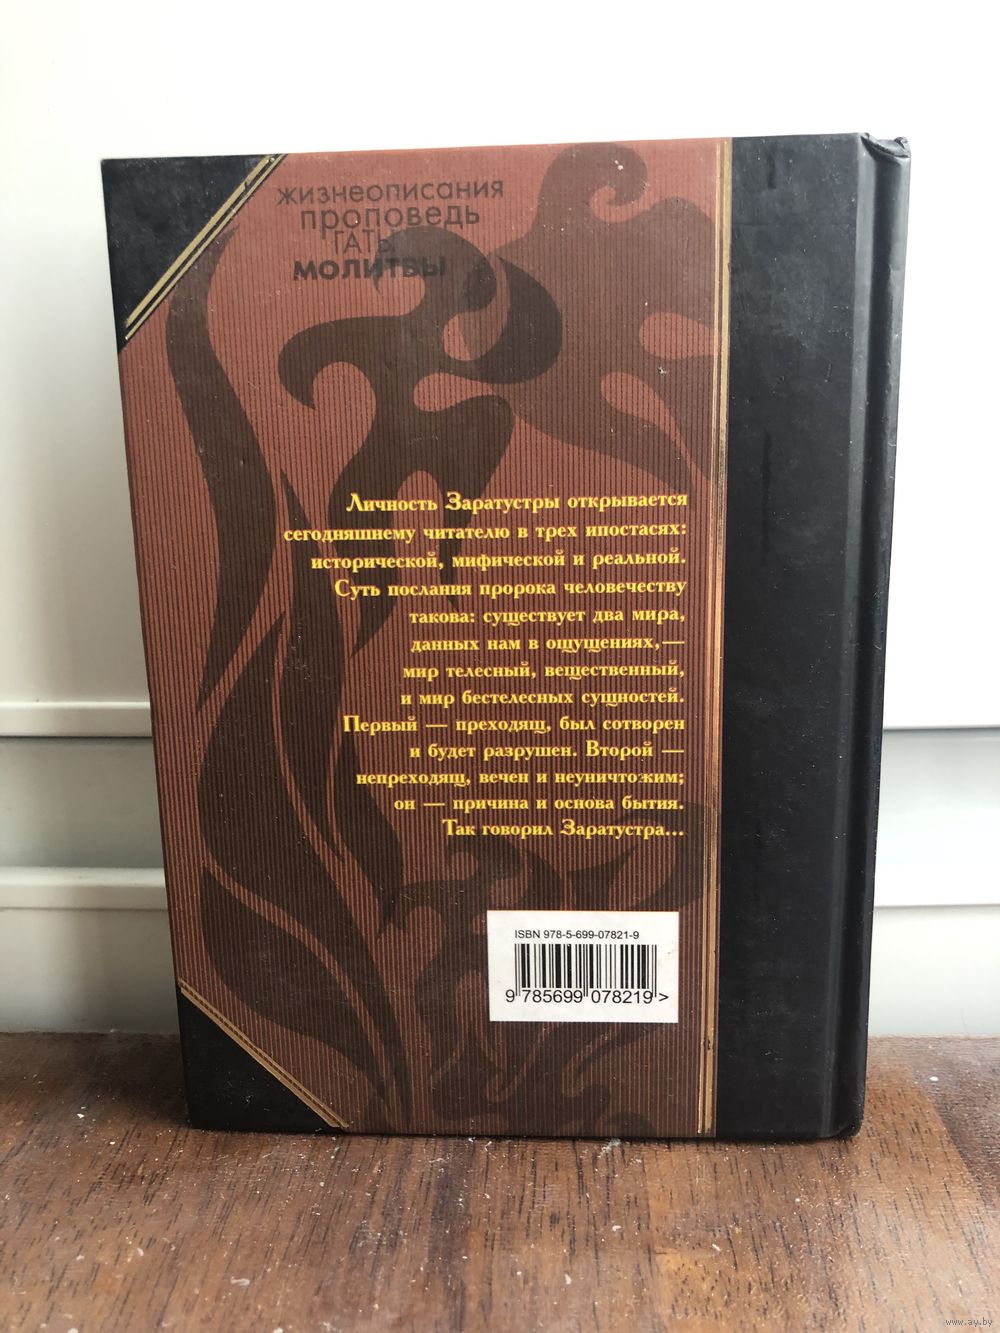 жизнеописания
проповедь
гаты
молитвы
Личность Заратустры открывается
сегодняшнему читателю в трех ипостасях:
исторической, мифической и реальной.
Суть послания пророка человечеству
такова: существует два мира,
данных нам в ощущениях, —
мир телесный, вещественный,
и мир бестелесных сущностей.
Первый — преходящ, был сотворен
и будет разрушен. Второй —
непреходящ, вечен и неуничтожим;
он — причина и основа бытия.
Так говорил Заратустра...
ISBN 978-5-699-07821-9
9 785699 078219 >
www.ay.by